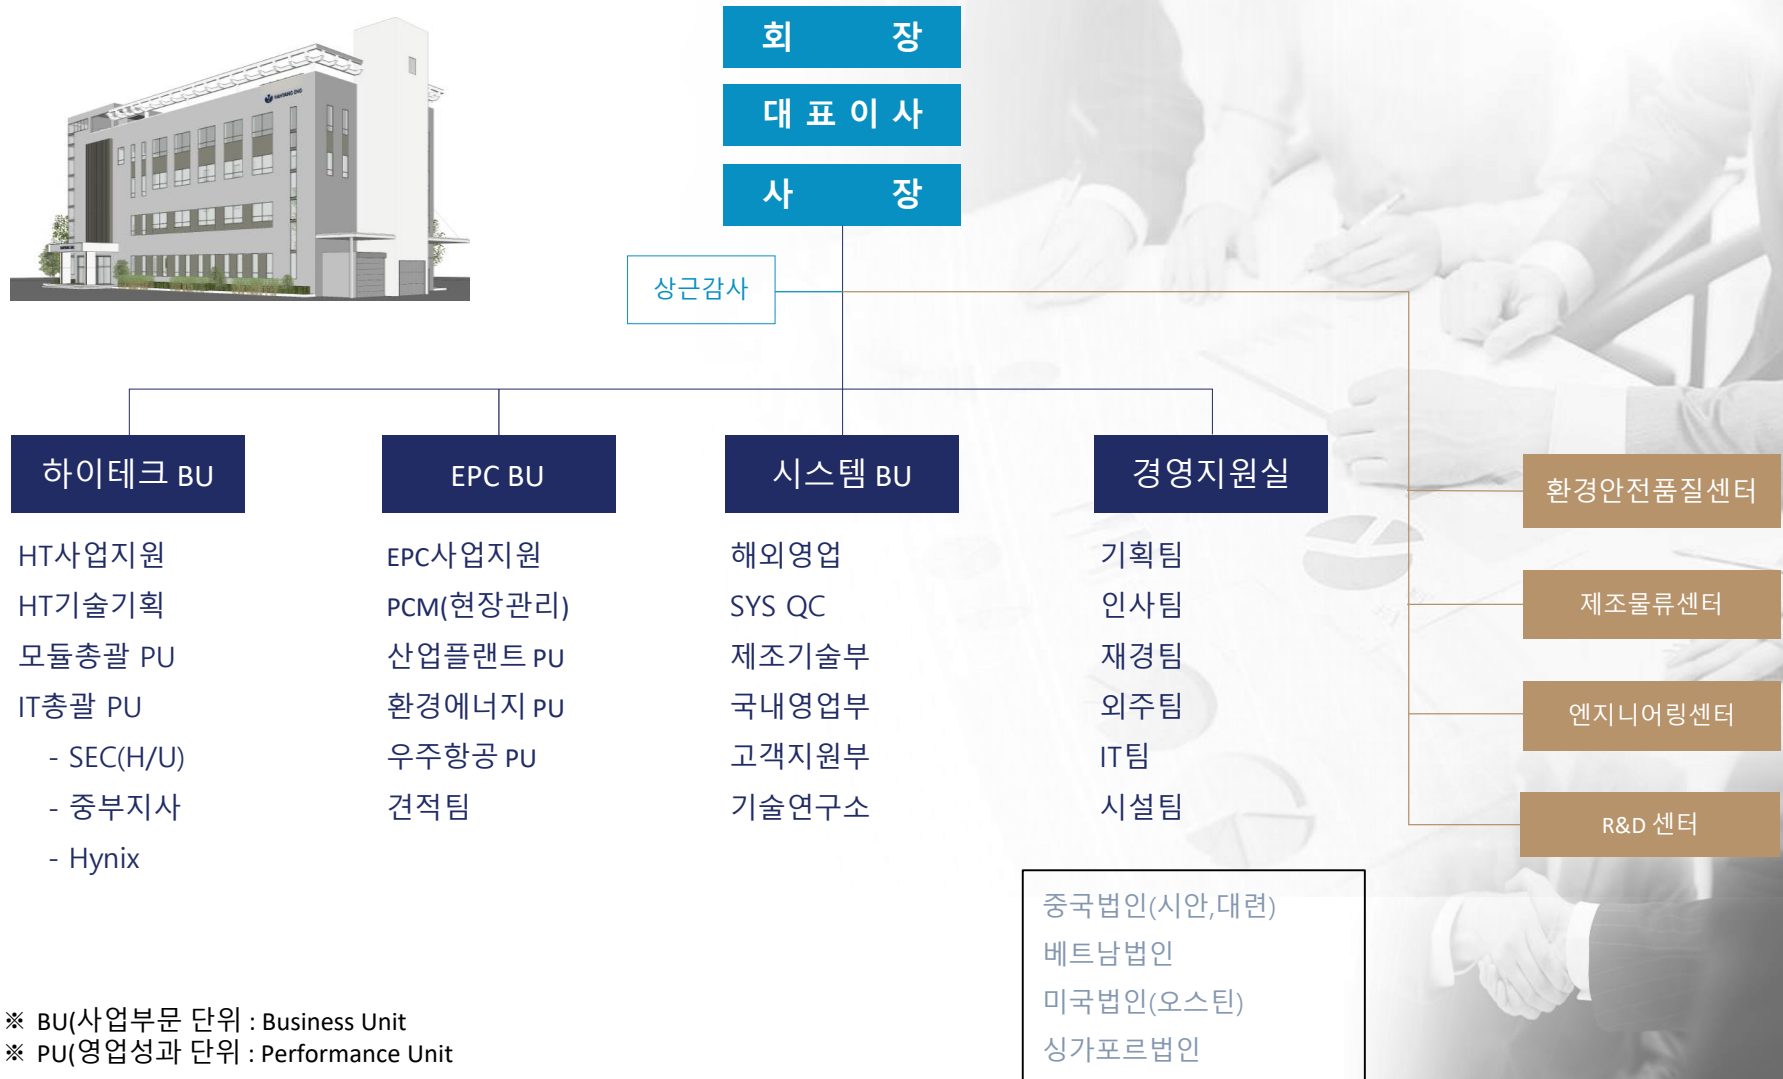 회 장
대 표 이 사
사 장
HANYANG ENG
상근감사
하이테크 BU
HT사업지원
HT기술기획
모듈총괄 PU
IT총괄 PU
- SEC(H/U)
- 중부지사
- Hynix
EPC BU
EPC사업지원
PCM(현장관리)
산업플랜트 PU
환경에너지 PU
우주항공 PU
견적팀
시스템 BU
해외영업
SYS QC
제조기술부
국내영업부
고객지원부
기술연구소
경영지원실
기획팀
인사팀
재경팀
외주팀
IT팀
시설팀
환경안전품질센터
제조물류센터
엔지니어링센터
R&D 센터
중국법인(시안,대련)
베트남법인
미국법인(오스틴)
싱가포르법인
※ BU(사업부문 단위 : Business Unit
※ PU(영업성과 단위 : Performance Unit